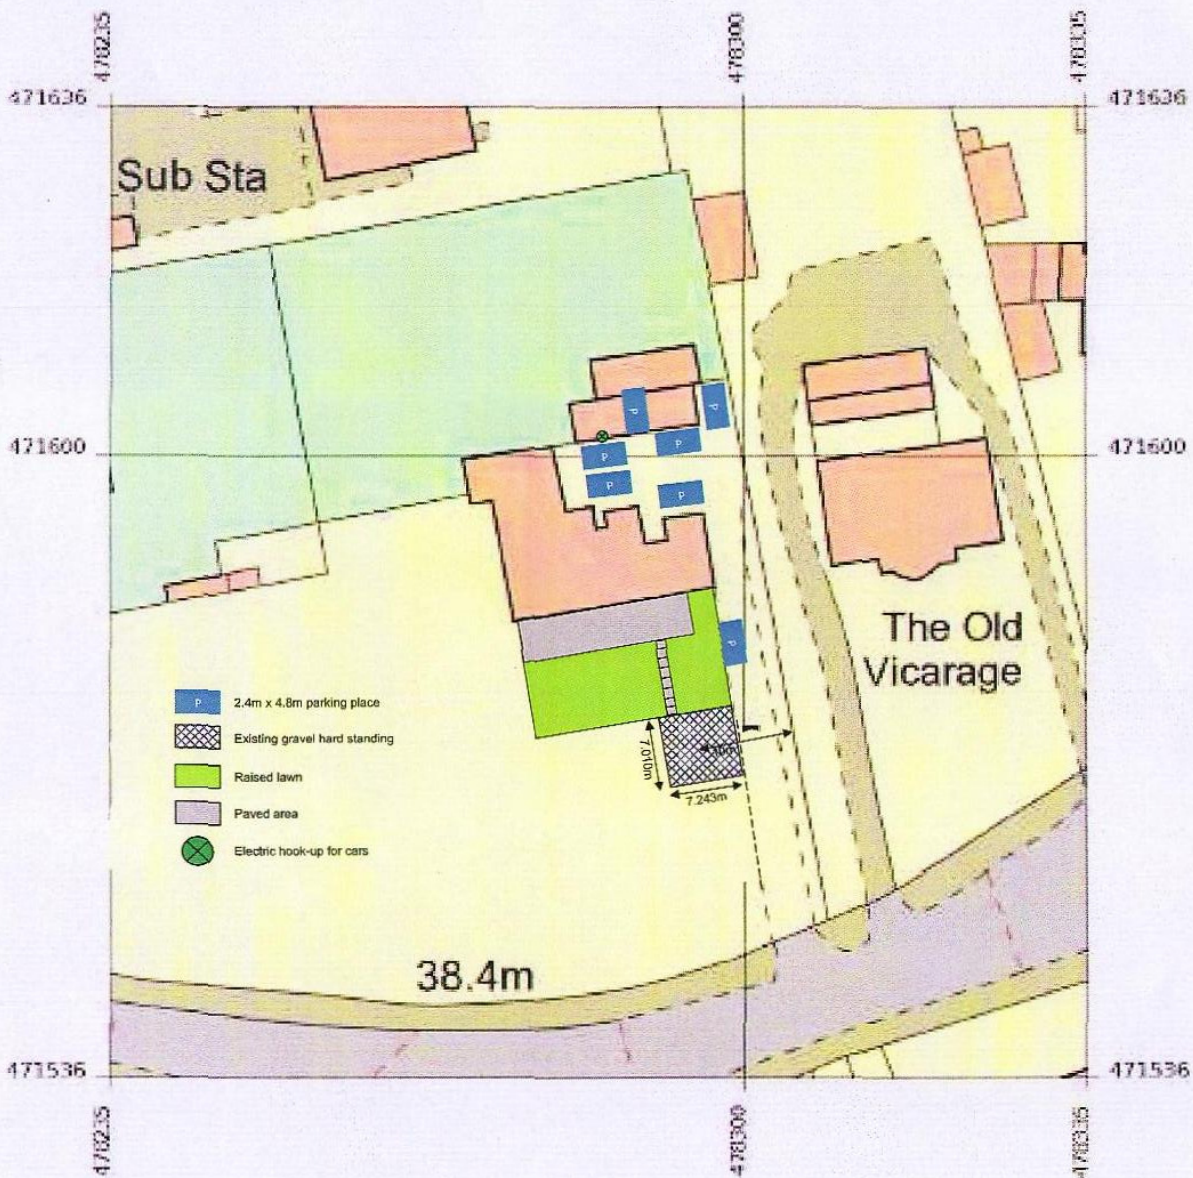 478235
478300
478335
471636
471636
Sub Sta
471600
471600
P
P
P
P
P
P
The Old
Vicarage
P
P
2.4m x 4.8m parking place
Existing gravel hard standing
Raised lawn
Paved area
Electric hook-up for cars
7.010m
7.243m
38.4m
471536
471536
478235
478300
478335